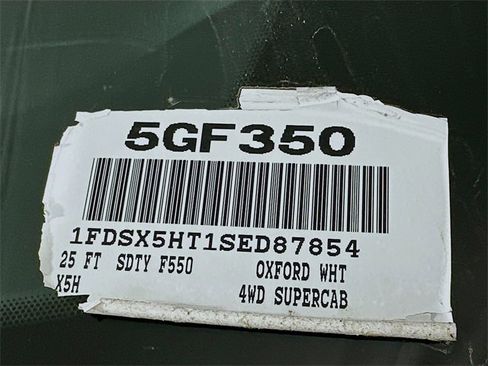 5GF350
1FDSX5HT1SED87854
25 FT SDTY F550 OXFORD WHT
X5H 4WD SUPERCAB